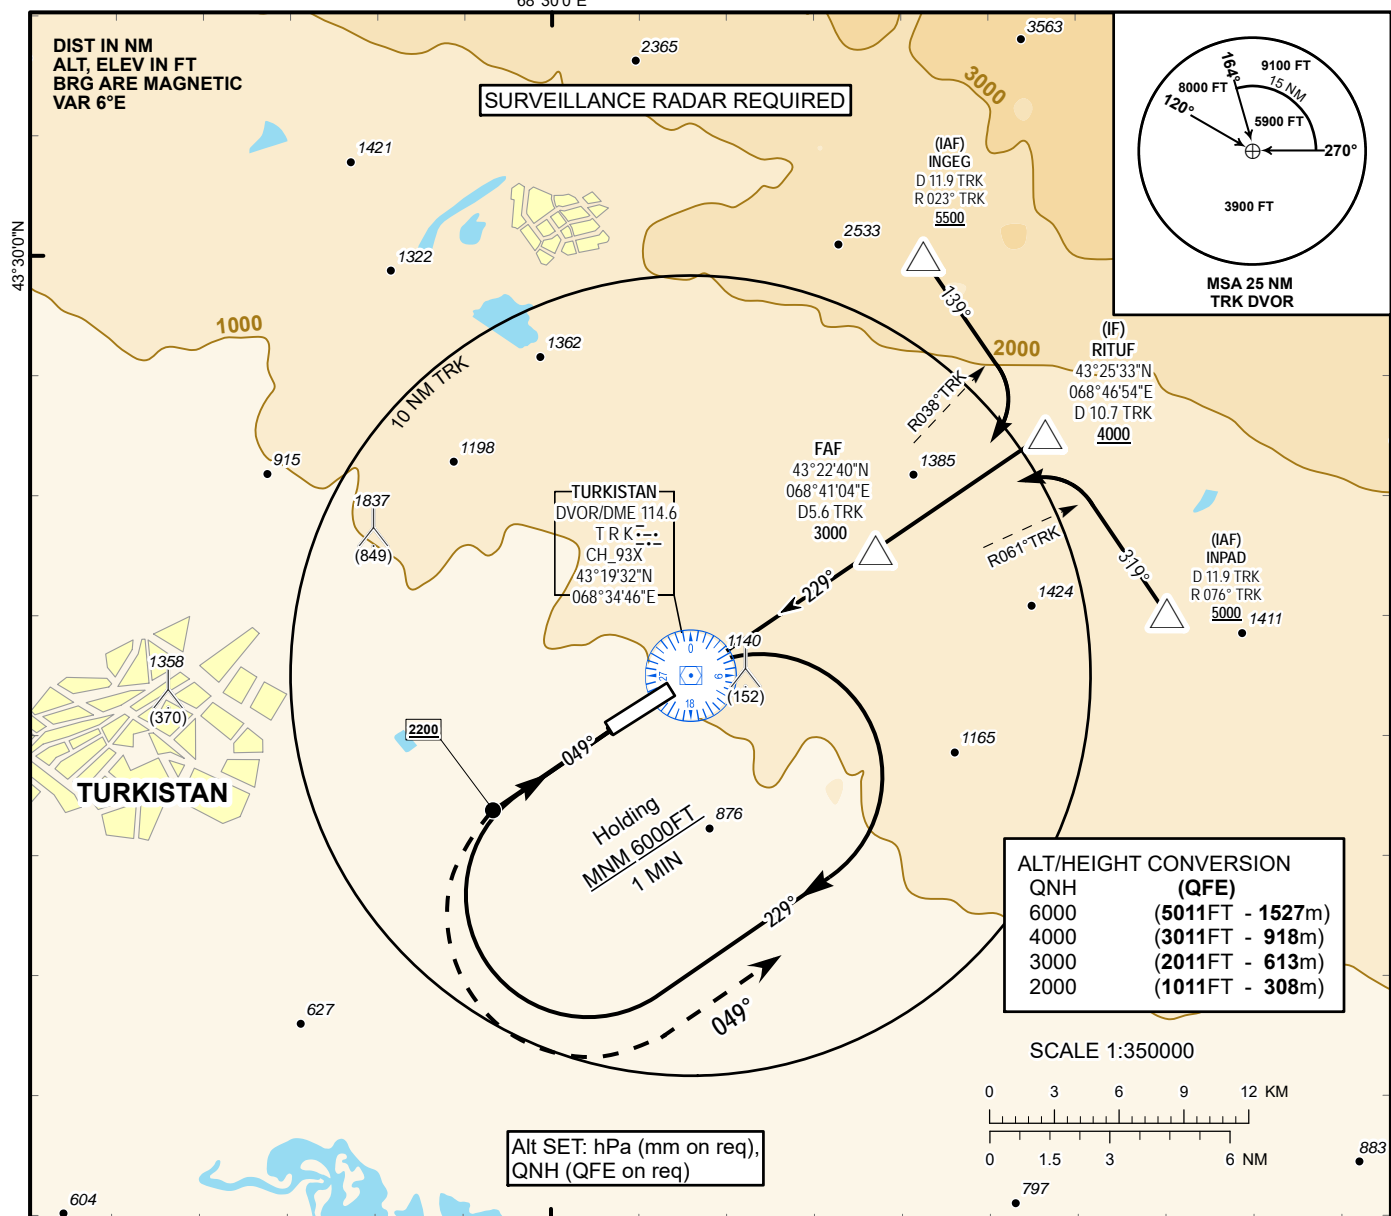 68°30'0"E
DIST IN NM
ALT, ELEV IN FT
BRG ARE MAGNETIC
VAR 6°E
SURVEILLANCE RADAR REQUIRED
2365
3563
3000
164°
9100 FT
15 NM
8000 FT
120°
5900 FT
270°
3900 FT
MSA 25 NM
TRK DVOR
(IAF)
INGEG
D 11.9 TRK
R 023° TRK
5500
1421
2533
1322
43°30'0"N
139°
1000
1362
2000
(IF)
RITUF
43°25'33"N
068°46'54"E
D 10.7 TRK
4000
10 NM TRK
R038°TRK
915
1198
1385
FAF
43°22'40"N
068°41'04"E
D5.6 TRK
3000
1837
(849)
TURKISTAN
DVOR/DME 114.6
T R K
CH_93X
43°19'32"N
068°34'46"E
R061°TRK
319°
(IAF)
INPAD
D 11.9 TRK
R 076° TRK
5000
229°
1424
1411
1140
(152)
0
9
18
27
1358
(370)
2200
049°
1165
TURKISTAN
Holding
MNM 6000FT
1 MIN
876
229°
049°
627
ALT/HEIGHT CONVERSION
QNH (QFE)
6000 (5011FT - 1527m)
4000 (3011FT - 918m)
3000 (2011FT - 613m)
2000 (1011FT - 308m)
SCALE 1:350000
0 3 6 9 12 KM
0 1.5 3 6 NM
Alt SET: hPa (mm on req),
QNH (QFE on req)
883
797
604